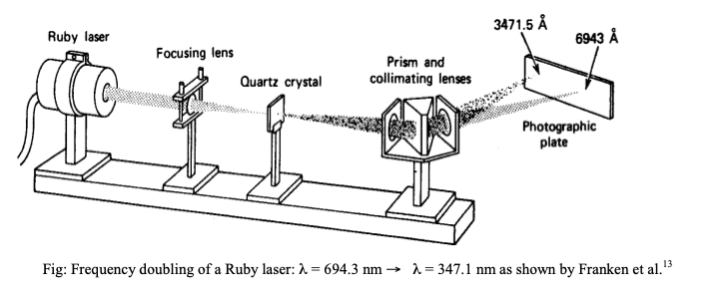 3471.5 Å
6943 Å
Ruby laser
Focusing lens
Quartz crystal
Prism and
collimating lenses
Photographic
plate
Fig: Frequency doubling of a Ruby laser: λ = 694.3 nm → λ = 347.1 nm as shown by Franken et al.¹³